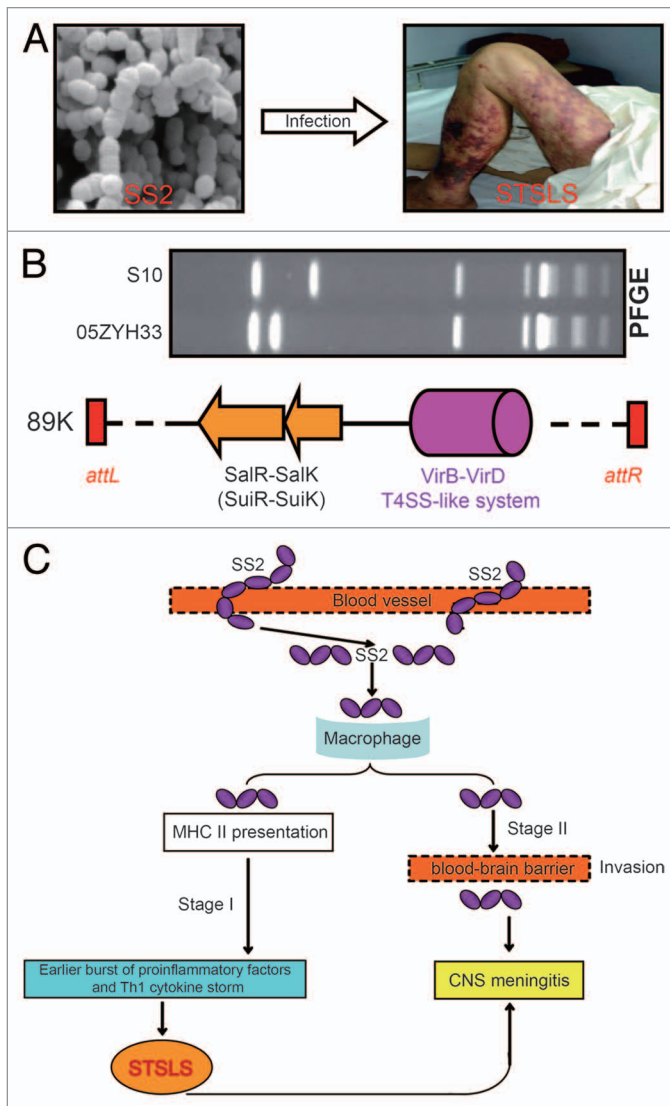 A
SS2
Infection
STSLS
B
S10
05ZYH33
PFGE
89K
attL
SalR-SalK
(SuiR-SuiK)
VirB-VirD
T4SS-like system
attR
C
SS2
SS2
Blood vessel
SS2
Macrophage
MHC II presentation
Stage II
blood-brain barrier
Invasion
Stage I
Earlier burst of proinflammatory factors
and Th1 cytokine storm
CNS meningitis
STSLS